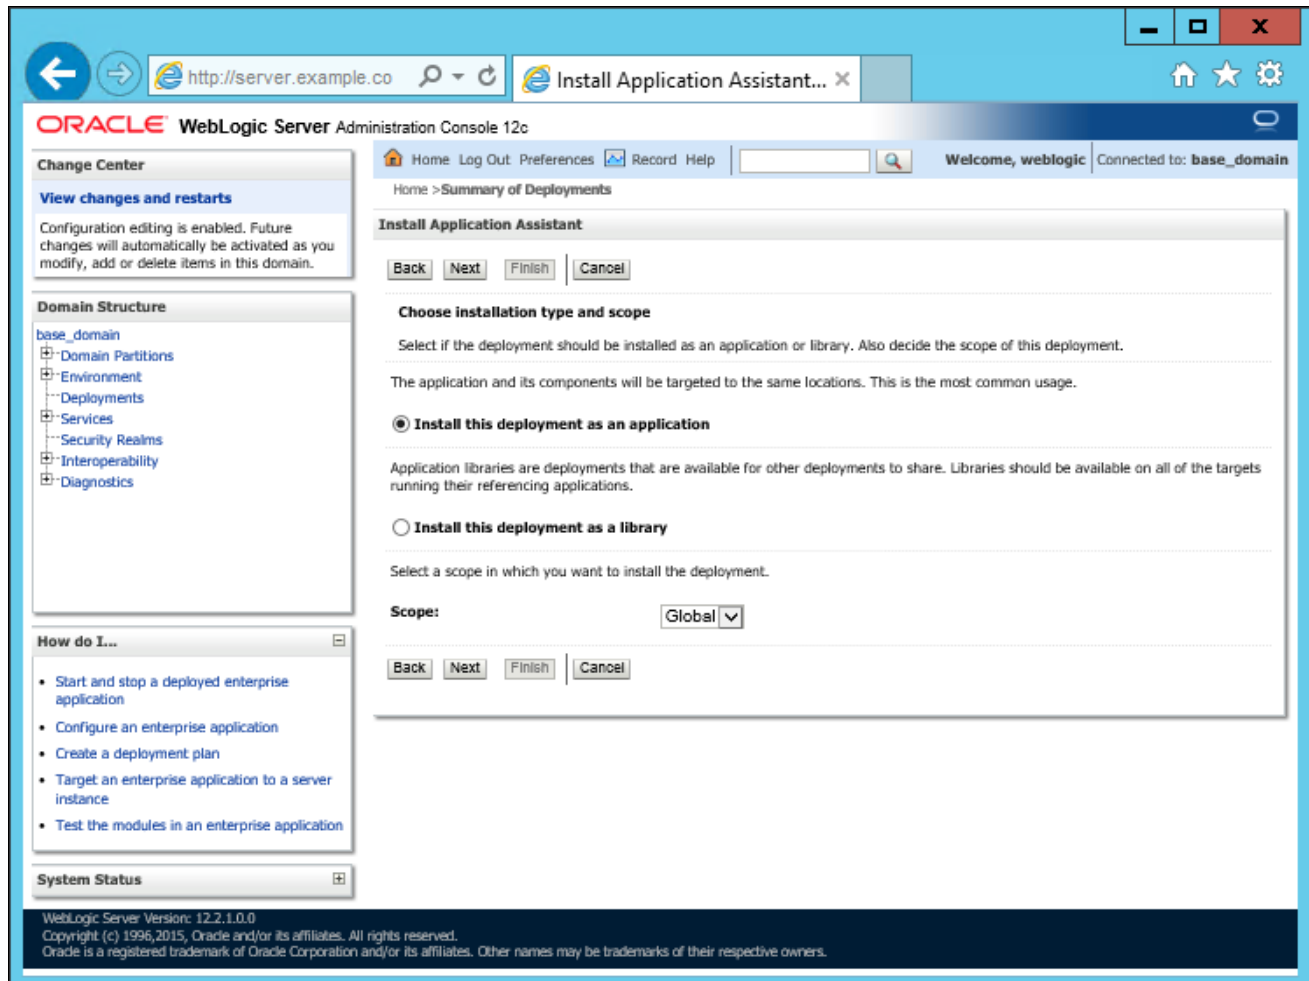 http://server.example.co
Install Application Assistant...
ORACLE WebLogic Server Administration Console 12c
Change Center
View changes and restarts
Configuration editing is enabled. Future
changes will automatically be activated as you
modify, add or delete items in this domain.
Domain Structure
base_domain
Domain Partitions
Environment
Deployments
Services
Security Realms
Interoperability
Diagnostics
How do I...
Start and stop a deployed enterprise
application
Configure an enterprise application
Create a deployment plan
Target an enterprise application to a server
instance
Test the modules in an enterprise application
System Status
Home Log Out Preferences Record Help
Welcome, weblogic Connected to: base_domain
Home >Summary of Deployments
Install Application Assistant
Back Next Finish Cancel
Choose installation type and scope
Select if the deployment should be installed as an application or library. Also decide the scope of this deployment.
The application and its components will be targeted to the same locations. This is the most common usage.
Install this deployment as an application
Application libraries are deployments that are available for other deployments to share. Libraries should be available on all of the targets
running their referencing applications.
Install this deployment as a library
Select a scope in which you want to install the deployment.
Scope: Global
Back Next Finish Cancel
WebLogic Server Version: 12.2.1.0.0
Copyright (c) 1996,2015, Oracle and/or its affiliates. All rights reserved.
Oracle is a registered trademark of Oracle Corporation and/or its affiliates. Other names may be trademarks of their respective owners.